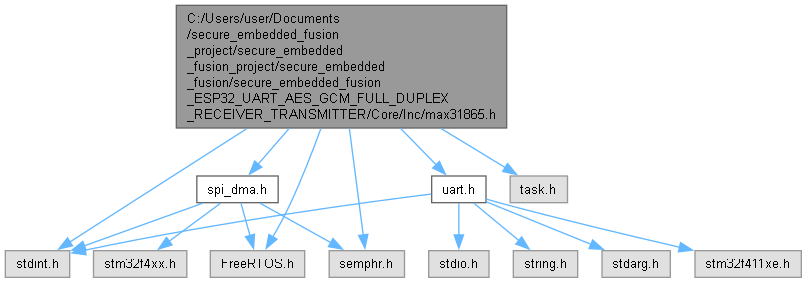 C:/Users/user/Documents
/secure_embedded_fusion
_project/secure_embedded
_fusion_project/secure_embedded
_fusion/secure_embedded_fusion
_ESP32_UART_AES_GCM_FULL_DUPLEX
_RECEIVER_TRANSMITTER/Core/Inc/max31865.h
spi_dma.h
uart.h
task.h
stdint.h
stm32f4xx.h
FreeRTOS.h
semphr.h
stdio.h
string.h
stdarg.h
stm32f411xe.h